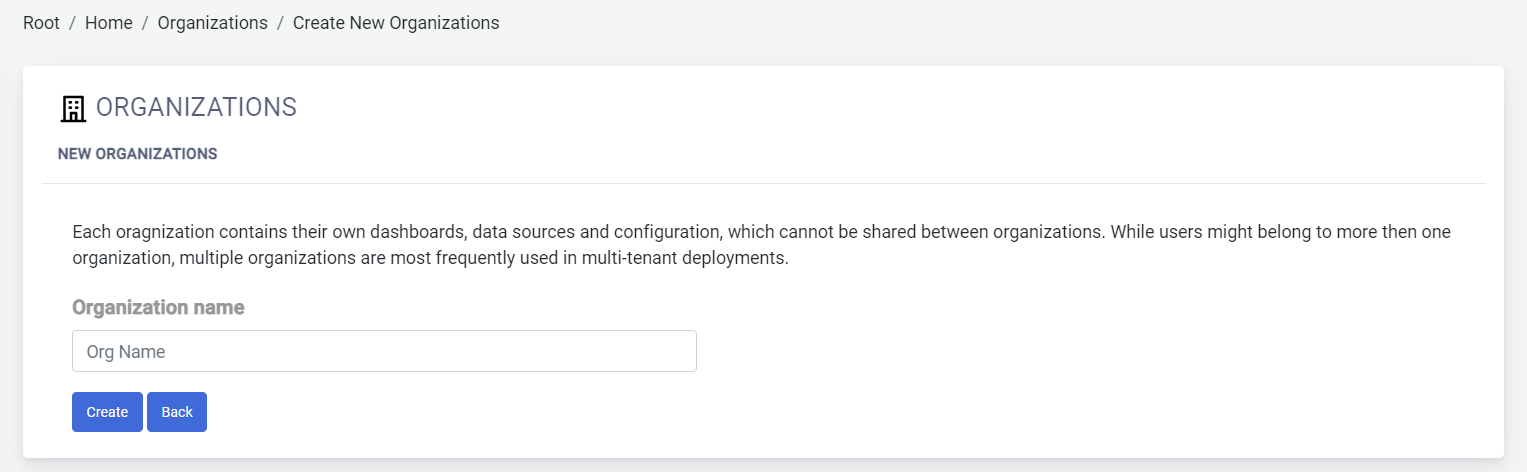 Root / Home / Organizations / Create New Organizations
ORGANIZATIONS
NEW ORGANIZATIONS
Each oragnization contains their own dashboards, data sources and configuration, which cannot be shared between organizations. While users might belong to more then one
organization, multiple organizations are most frequently used in multi-tenant deployments.
Organization name
Org Name
Create Back